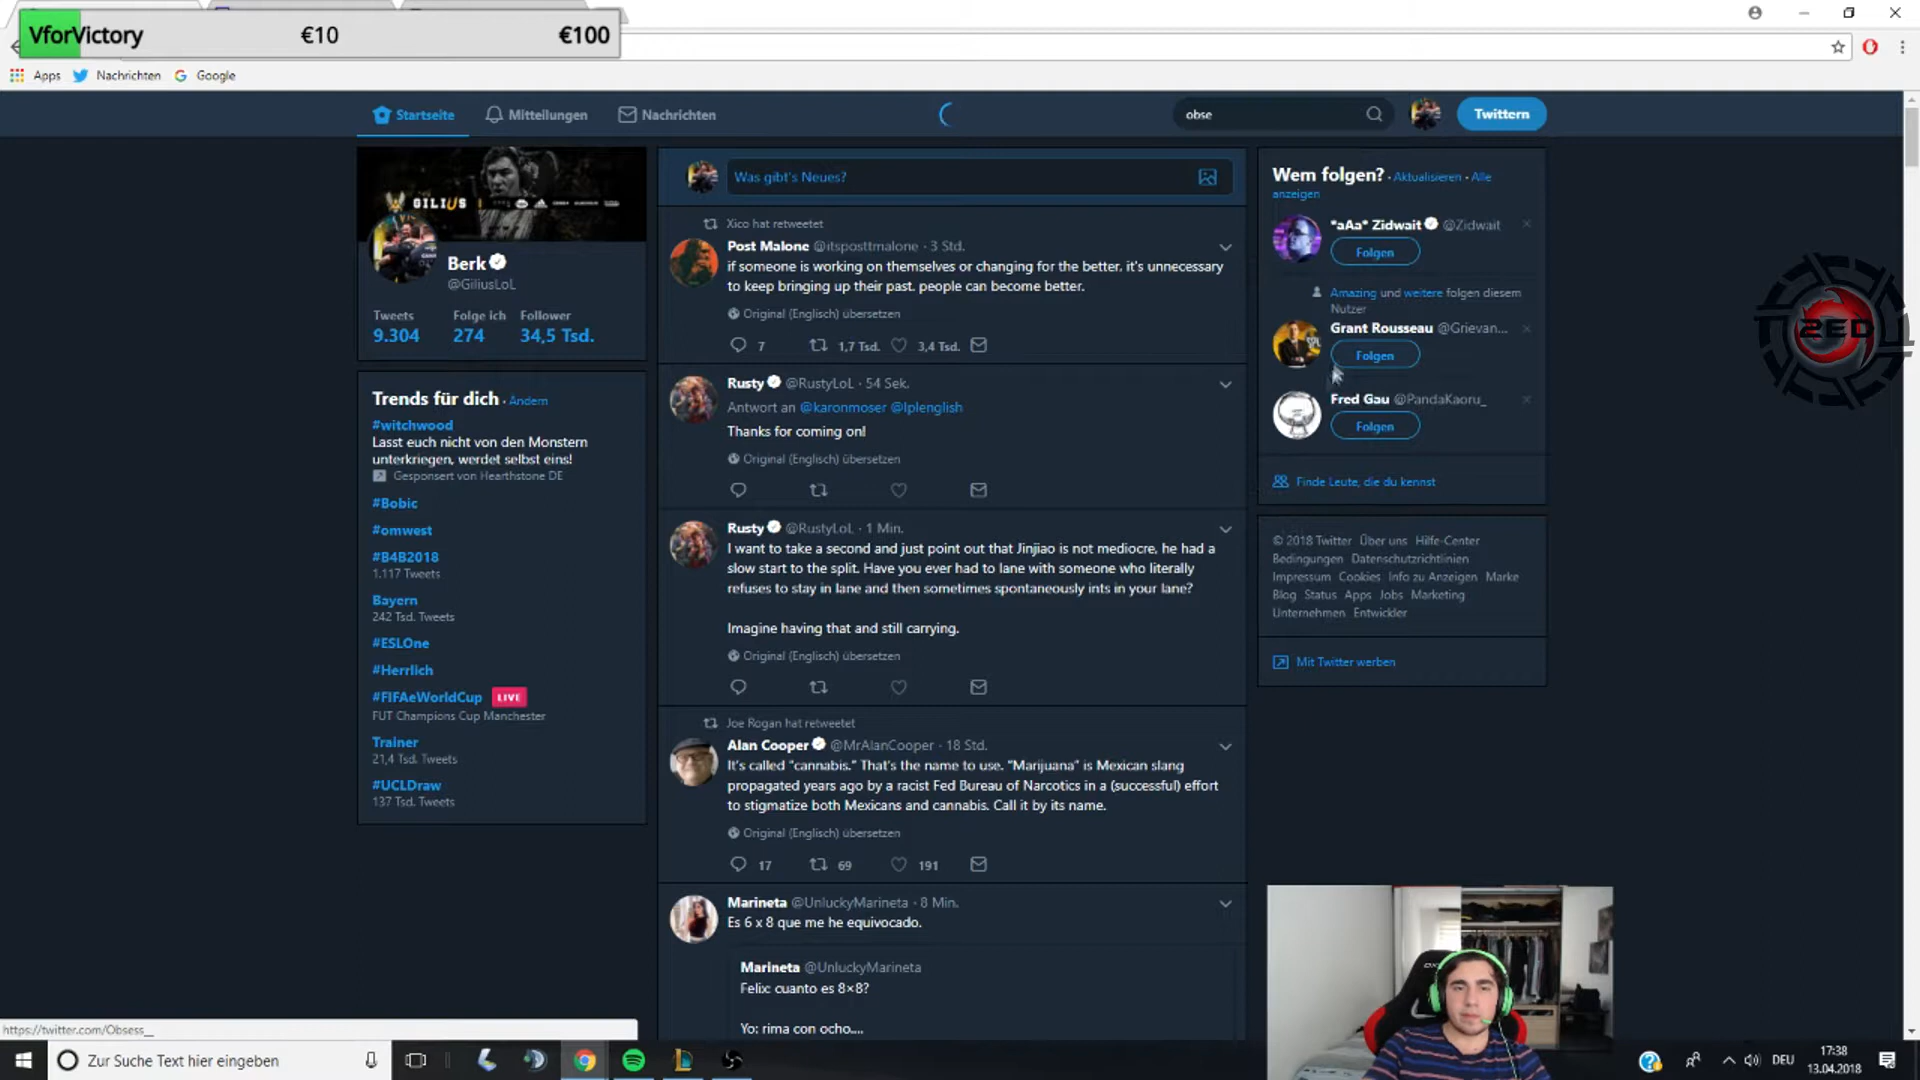 VforVictory €10 €100
Apps Nachrichten Google
Startseite Mitteilungen Nachrichten obse Twittern
GILIUS
Berk
@GiliusLoL
Tweets Folge ich Follower
9.304 274 34,5 Tsd.
Trends für dich · Ändern
#witchwood
Lasst euch nicht von den Monstern
unterkriegen, werdet selbst eins!
Gesponsert von Hearthstone DE
#Bobic
#omwest
#B4B2018
1.117 Tweets
Bayern
242 Tsd. Tweets
#ESLOne
#Herrlich
#FIFAeWorldCup LIVE
FUT Champions Cup Manchester
Trainer
21,4 Tsd. Tweets
#UCLDraw
137 Tsd. Tweets
Was gibt's Neues?
Xico hat retweetet
Post Malone @itsposttmalone · 3 Std.
if someone is working on themselves or changing for the better, it's unnecessary
to keep bringing up their past. people can become better.
Original (Englisch) übersetzen
7 1,7 Tsd. 3,4 Tsd.
Rusty @RustyLoL · 54 Sek.
Antwort an @karonmoser @lplenglish
Thanks for coming on!
Original (Englisch) übersetzen
Rusty @RustyLoL · 1 Min.
I want to take a second and just point out that Jinjiao is not mediocre, he had a
slow start to the split. Have you ever had to lane with someone who literally
refuses to stay in lane and then sometimes spontaneously ints in your lane?
Imagine having that and still carrying.
Original (Englisch) übersetzen
Joe Rogan hat retweetet
Alan Cooper @MrAlanCooper · 18 Std.
It's called "cannabis." That's the name to use. "Marijuana" is Mexican slang
propagated years ago by a racist Fed Bureau of Narcotics in a (successful) effort
to stigmatize both Mexicans and cannabis. Call it by its name.
Original (Englisch) übersetzen
17 69 191
Marineta @UnluckyMarineta · 8 Min.
Es 6 x 8 que me he equivocado.
Marineta @UnluckyMarineta
Felix: cuanto es 8×8?
Yo: rima con ocho....
Wem folgen? · Aktualisieren · Alle
anzeigen
*aAa* Zidwait @Zidwait
Folgen
Amazing und weitere folgen diesem
Nutzer
Grant Rousseau @Grievan...
Folgen
Fred Gau @PandaKaoru_
Folgen
Finde Leute, die du kennst
© 2018 Twitter Über uns Hilfe-Center
Bedingungen Datenschutzrichtlinien
Impressum Cookies Info zu Anzeigen Marke
Blog Status Apps Jobs Marketing
Unternehmen Entwickler
Mit Twitter werben
ZED
https://twitter.com/Obsess_
Zur Suche Text hier eingeben
DEU
17:38
13.04.2018